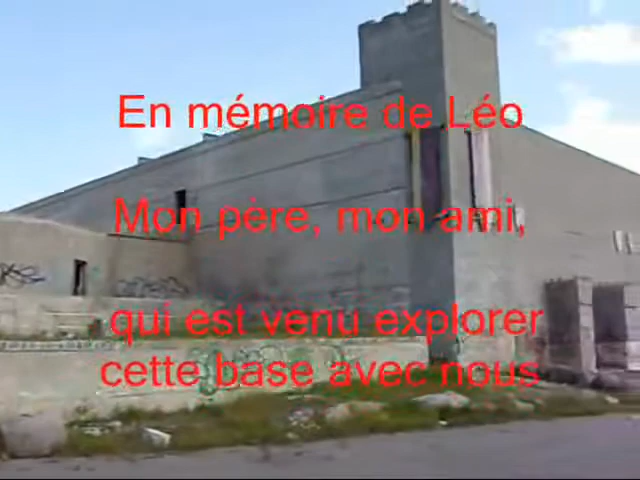 En mémoire de Léo
Mon père, mon ami,
qui est venu explorer
cette base avec nous